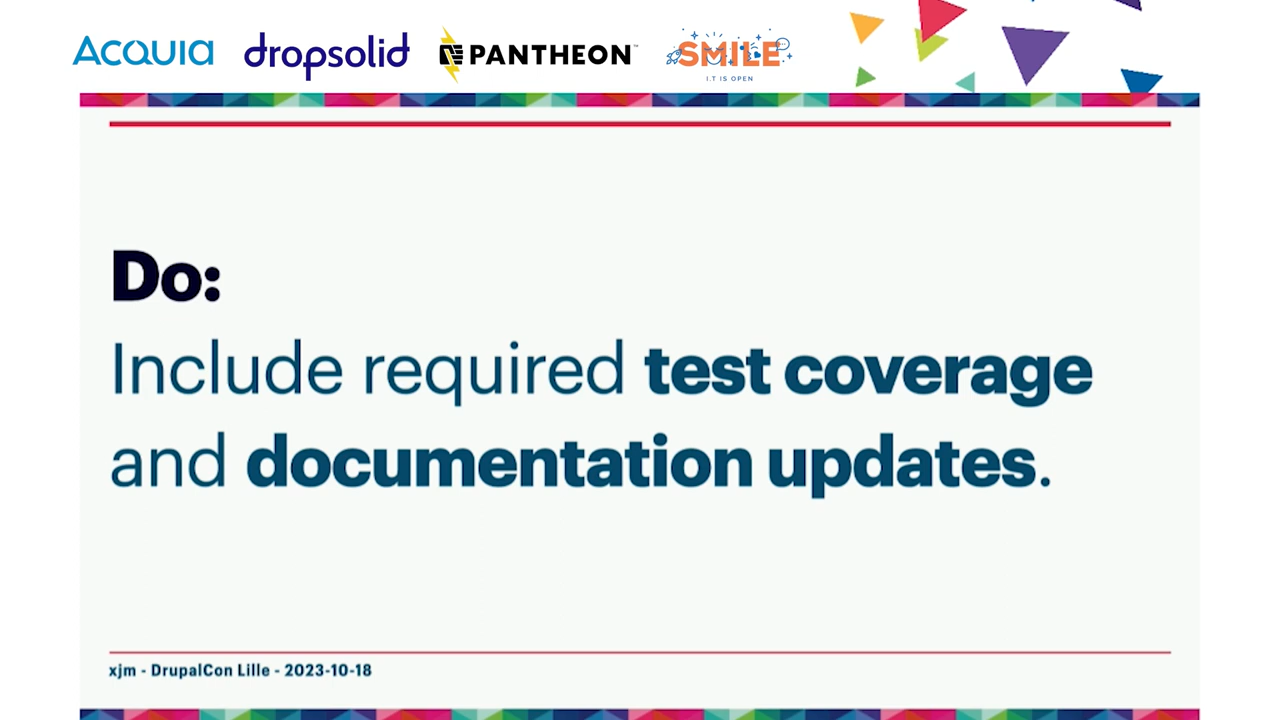 ACQUIA dropsolid PANTHEON™ SMILE
I.T IS OPEN
Do:
Include required test coverage
and documentation updates.
xjm - DrupalCon Lille - 2023-10-18